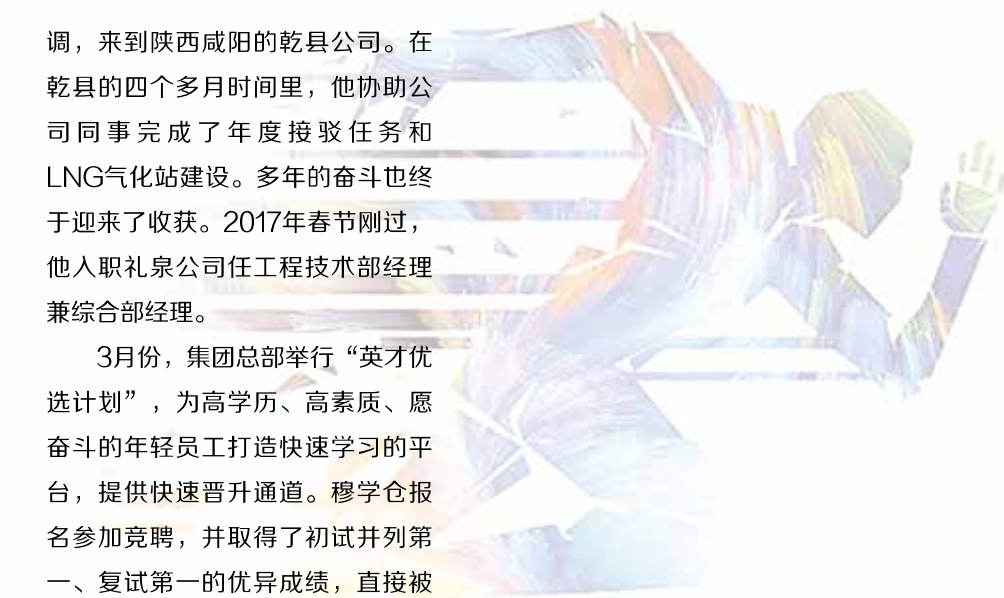 调，来到陕西咸阳的乾县公司。在
乾县的四个多月时间里，他协助公
司同事完成了年度接驳任务和
LNG气化站建设。多年的奋斗也终
于迎来了收获。2017年春节刚过，
他入职礼泉公司任工程技术部经理
兼综合部经理。
3月份，集团总部举行“英才优
选计划”，为高学历、高素质、愿
奋斗的年轻员工打造快速学习的平
台，提供快速晋升通道。穆学仓报
名参加竞聘，并取得了初试并列第
一、复试第一的优异成绩，直接被